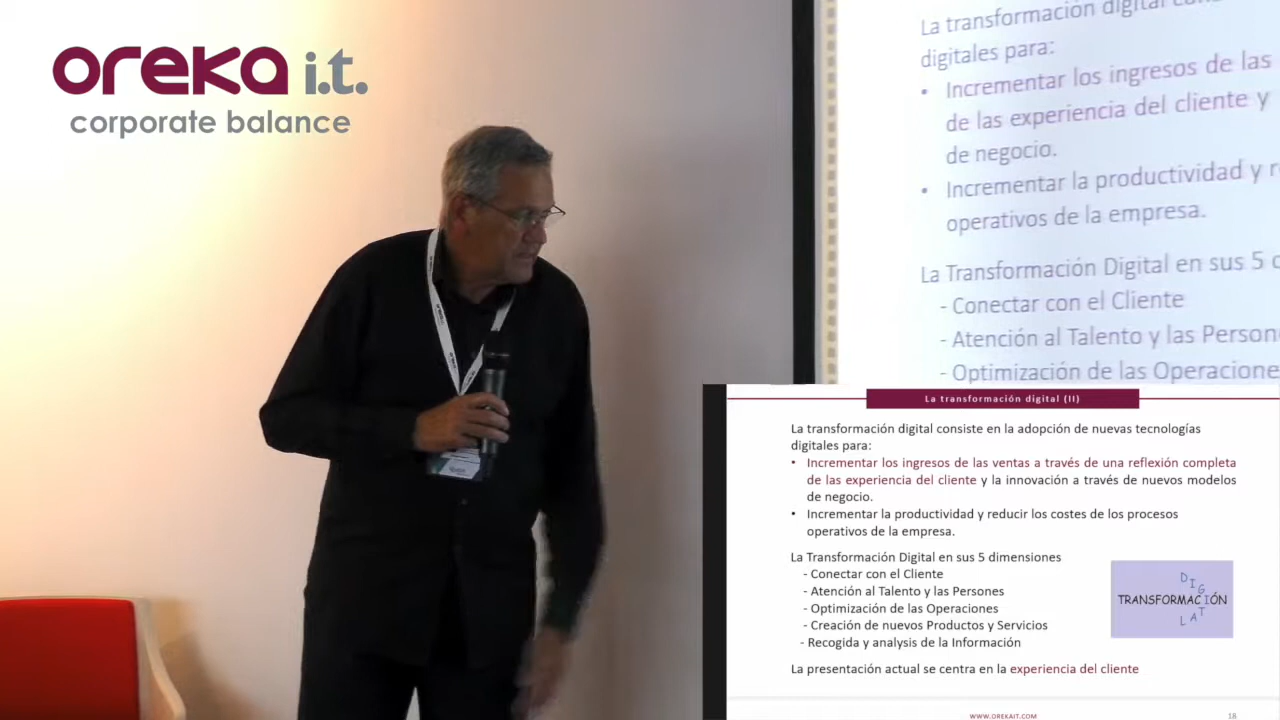 oreka i.t.
corporate balance
La transformación digital
digitales para:
• Incrementar los ingresos de las
de las experiencia del cliente y
de negocio.
• Incrementar la productividad y
operativos de la empresa.
La Transformación Digital en sus 5
- Conectar con el Cliente
- Atención al Talento y las Person
- Optimización de las Operacione
La transformación digital (II)
La transformación digital consiste en la adopción de nuevas tecnologías
digitales para:
• Incrementar los ingresos de las ventas a través de una reflexión completa
de las experiencia del cliente y la innovación a través de nuevos modelos
de negocio.
• Incrementar la productividad y reducir los costes de los procesos
operativos de la empresa.
La Transformación Digital en sus 5 dimensiones
- Conectar con el Cliente
- Atención al Talento y las Persones
- Optimización de las Operaciones
- Creación de nuevos Productos y Servicios
- Recogida y analysis de la Información
TRANSFORMACIÓN
DIGITAL
La presentación actual se centra en la experiencia del cliente
WWW.OREKAIT.COM
18